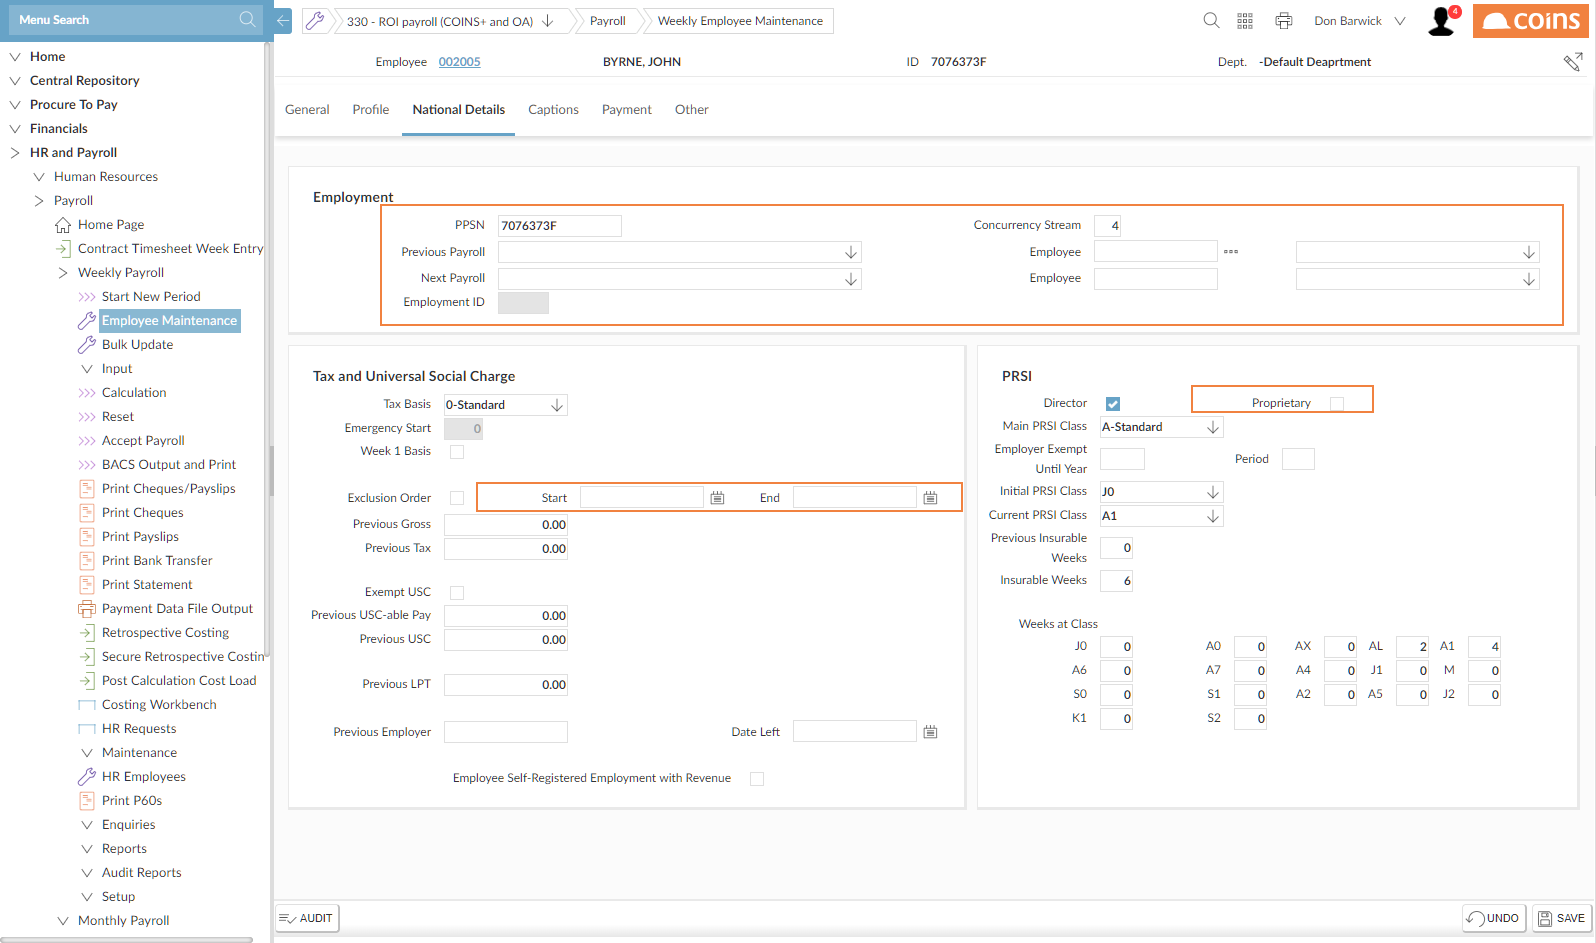 Menu Search
330 - ROI payroll (COINS+ and OA)
Payroll
Weekly Employee Maintenance
Don Barwick
4
coins
Home
Central Repository
Procure To Pay
Financials
HR and Payroll
Human Resources
Payroll
Home Page
Contract Timesheet Week Entry
Weekly Payroll
Start New Period
Employee Maintenance
Bulk Update
Input
Calculation
Reset
Accept Payroll
BACS Output and Print
Print Cheques/Payslips
Print Cheques
Print Payslips
Print Bank Transfer
Print Statement
Payment Data File Output
Retrospective Costing
Secure Retrospective Costin
Post Calculation Cost Load
Costing Workbench
HR Requests
Maintenance
HR Employees
Print P60s
Enquiries
Reports
Audit Reports
Setup
Monthly Payroll
Employee 002005 BYRNE, JOHN ID 7076373F Dept. -Default Deaprtment
General Profile National Details Captions Payment Other
Employment
PPSN 7076373F Concurrency Stream 4
Previous Payroll Employee
Next Payroll Employee
Employment ID
Tax and Universal Social Charge
Tax Basis 0-Standard
Emergency Start 0
Week 1 Basis
Exclusion Order Start End
Previous Gross 0.00
Previous Tax 0.00
Exempt USC
Previous USC-able Pay 0.00
Previous USC 0.00
Previous LPT 0.00
Previous Employer Date Left
Employee Self-Registered Employment with Revenue
PRSI
Director Proprietary
Main PRSI Class A-Standard
Employer Exempt
Until Year Period
Initial PRSI Class J0
Current PRSI Class A1
Previous Insurable
Weeks 0
Insurable Weeks 6
Weeks at Class
J0 0 A0 0 AX 0 AL 2 A1 4
A6 0 A7 0 A4 0 J1 0 M 0
S0 0 S1 0 A2 0 A5 0 J2 0
K1 0 S2 0
AUDIT UNDO SAVE